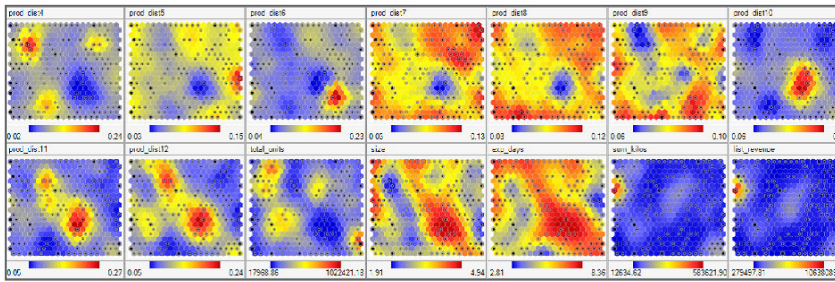 prod_dist4 prod_dist5 prod_dist6 prod_dist7 prod_dist8 prod_dist9 prod_dist10
0.02 0.24 0.03 0.15 0.04 0.23 0.05 0.13 0.03 0.12 0.06 0.10 0.06
prod_dist11 prod_dist12 total_units size exp_days sum_kilos list_revenue
0.05 0.27 0.05 0.24 17968.86 1022421.13 1.91 4.94 2.81 8.36 12634.62 583621.90 279497.81